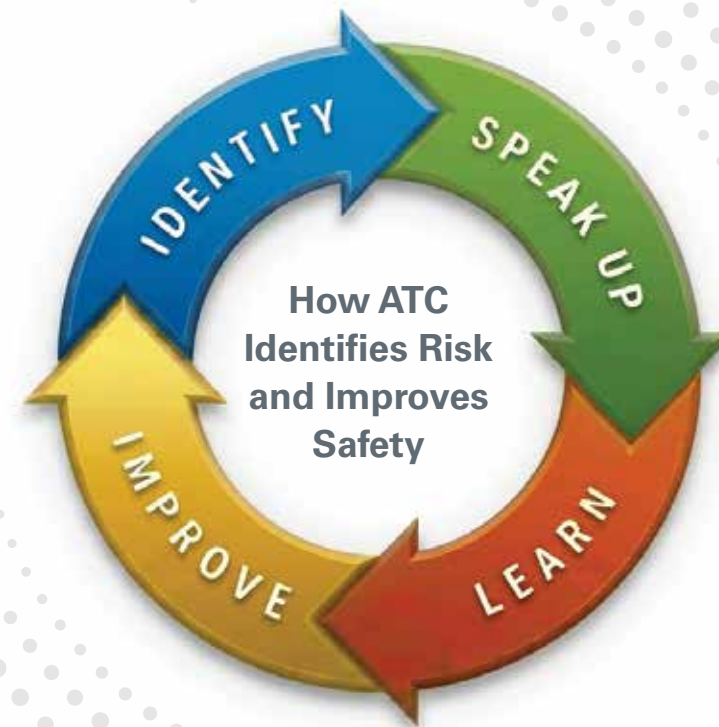 IDENTIFY
SPEAK UP
LEARN
IMPROVE
How ATC
Identifies Risk
and Improves
Safety